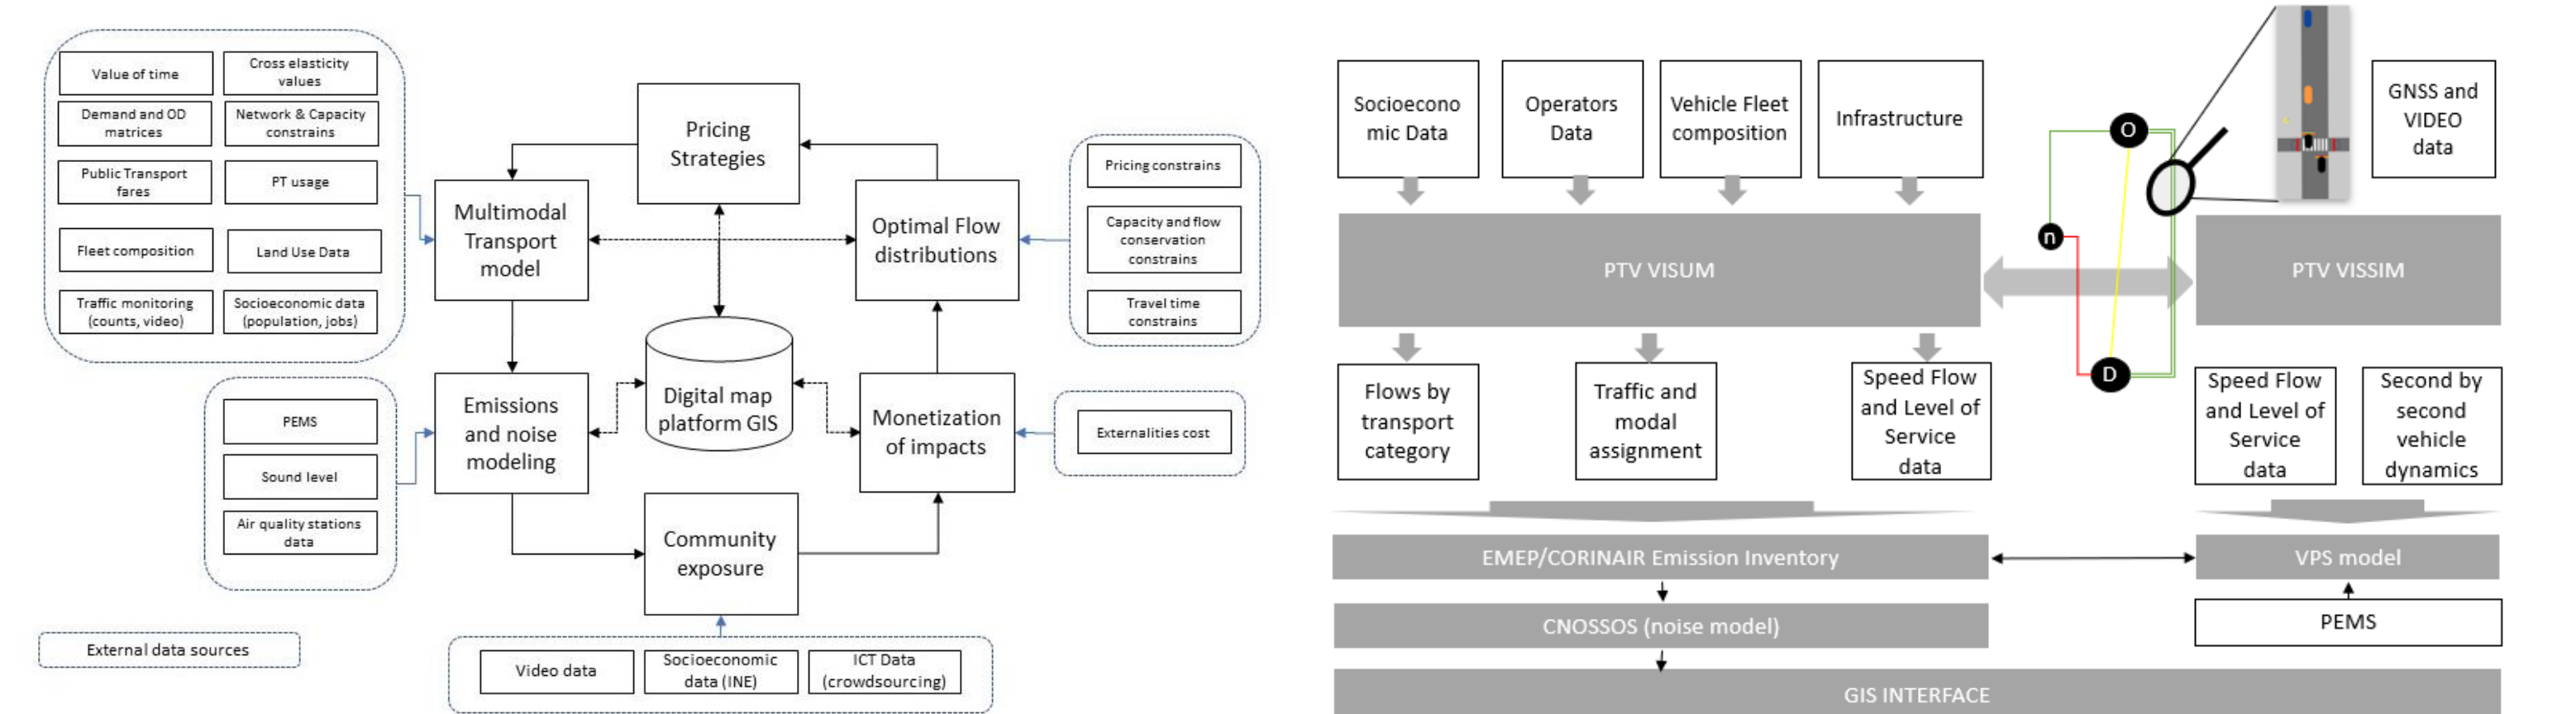 Value of time
Cross elasticity
values
Demand and OD
matrices
Network & Capacity
constrains
Public Transport
fares
PT usage
Fleet composition
Land Use Data
Traffic monitoring
(counts, video)
Socioeconomic data
(population, jobs)
PEMS
Sound level
Air quality stations
data
External data sources
Pricing
Strategies
Multimodal
Transport
model
Optimal Flow
distributions
Digital map
platform GIS
Emissions
and noise
modeling
Monetization
of impacts
Community
exposure
Video data
Socioeconomic
data (INE)
ICT Data
(crowdsourcing)
Pricing constrains
Capacity and flow
conservation
constrains
Travel time
constrains
Externalities cost
Socioecono
mic Data
Operators
Data
Vehicle Fleet
composition
Infrastructure
PTV VISUM
Flows by
transport
category
Traffic and
modal
assignment
Speed Flow
and Level of
Service
data
O
n
D
GNSS and
VIDEO
data
PTV VISSIM
Speed Flow
and Level of
Service
data
Second by
second
vehicle
dynamics
EMEP/CORINAIR Emission Inventory
VPS model
CNOSSOS (noise model)
PEMS
GIS INTERFACE